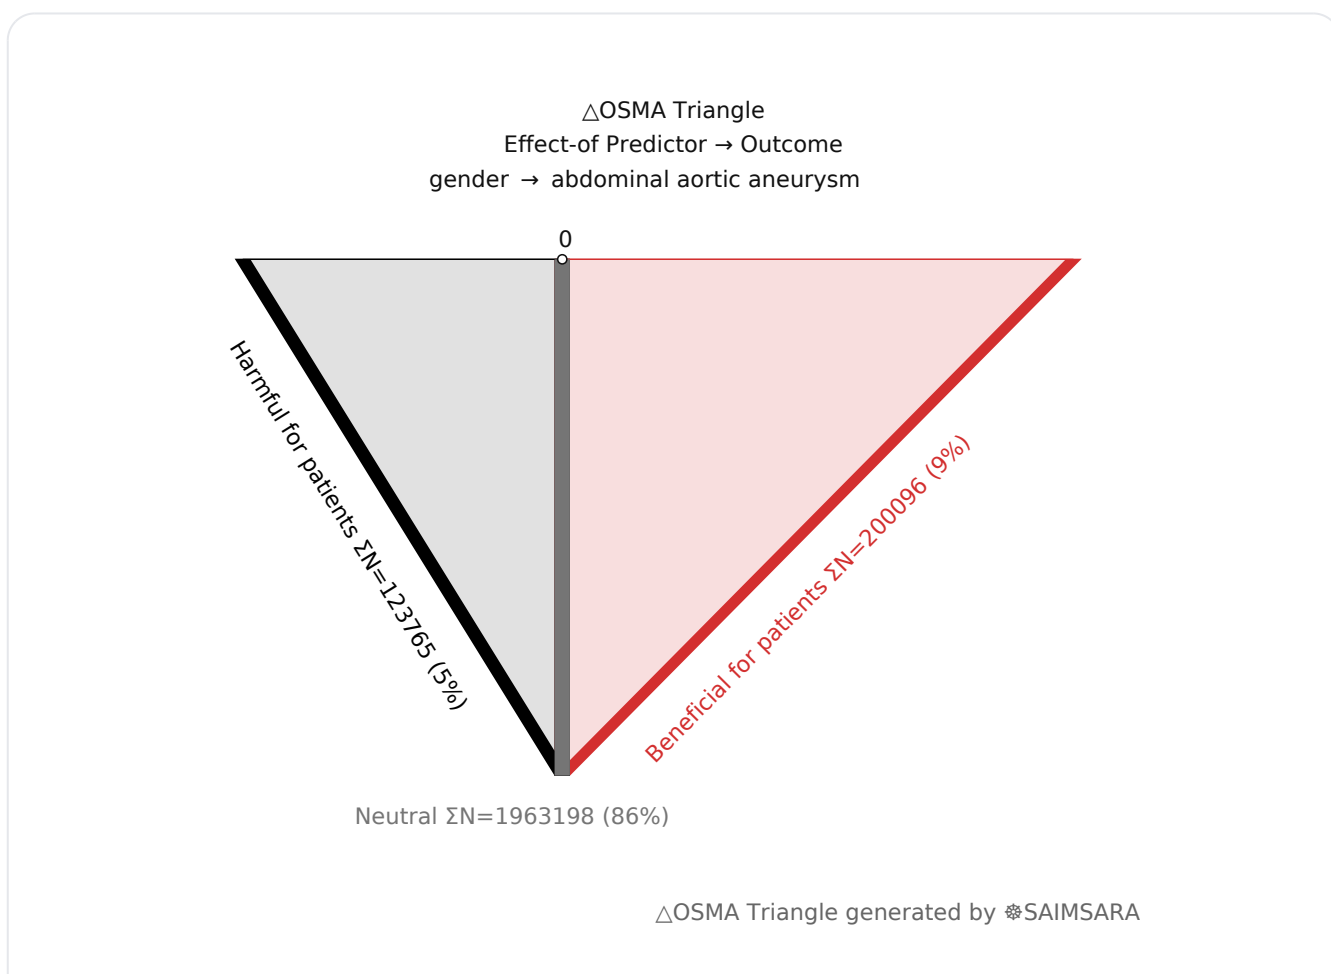 △OSMA Triangle
Effect-of Predictor → Outcome
gender → abdominal aortic aneurysm
0
Harmful for patients ΣN=123765 (5%)
Beneficial for patients ΣN=200096 (9%)
Neutral ΣN=1963198 (86%)
△OSMA Triangle generated by ☸SAIMSARA